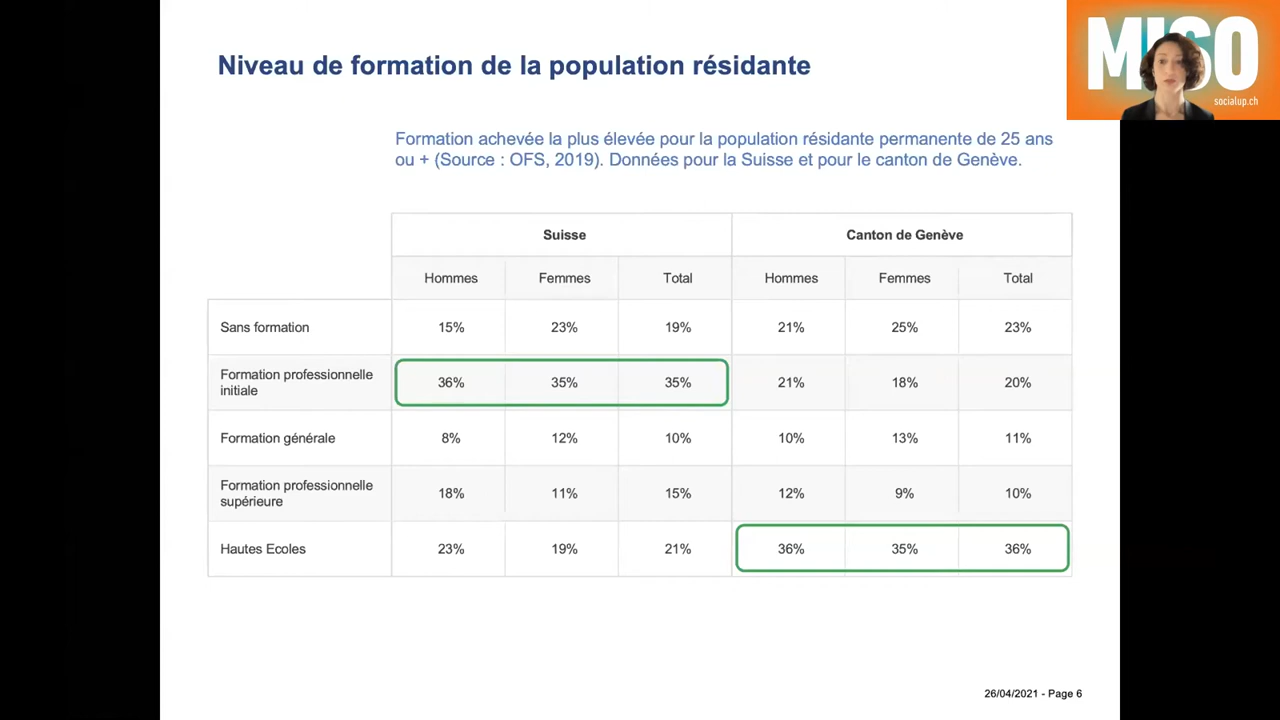 MISO
socialup.ch
Niveau de formation de la population résidante
Formation achevée la plus élevée pour la population résidante permanente de 25 ans
ou + (Source : OFS, 2019). Données pour la Suisse et pour le canton de Genève.
Suisse Canton de Genève
Hommes Femmes Total Hommes Femmes Total
Sans formation 15% 23% 19% 21% 25% 23%
Formation professionnelle
initiale 36% 35% 35% 21% 18% 20%
Formation générale 8% 12% 10% 10% 13% 11%
Formation professionnelle
supérieure 18% 11% 15% 12% 9% 10%
Hautes Ecoles 23% 19% 21% 36% 35% 36%
26/04/2021 - Page 6